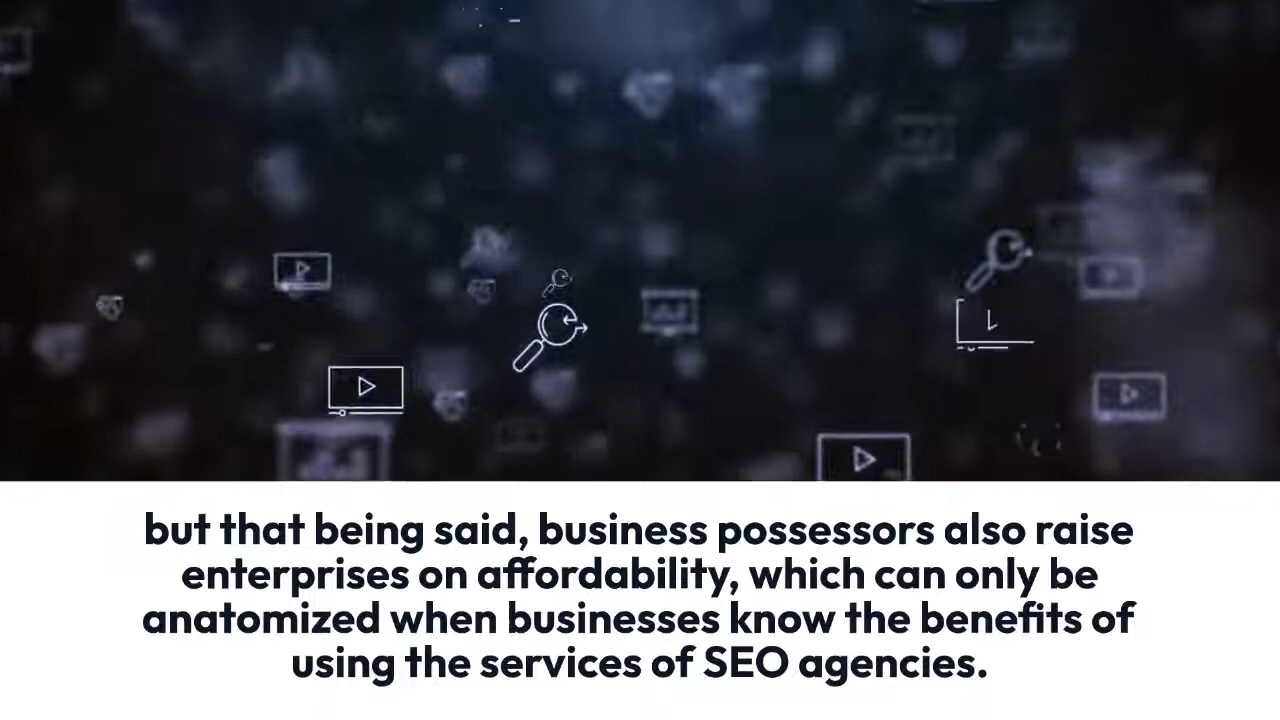 but that being said, business possessors also raise
enterprises on affordability, which can only be
anatomized when businesses know the benefits of
using the services of SEO agencies.